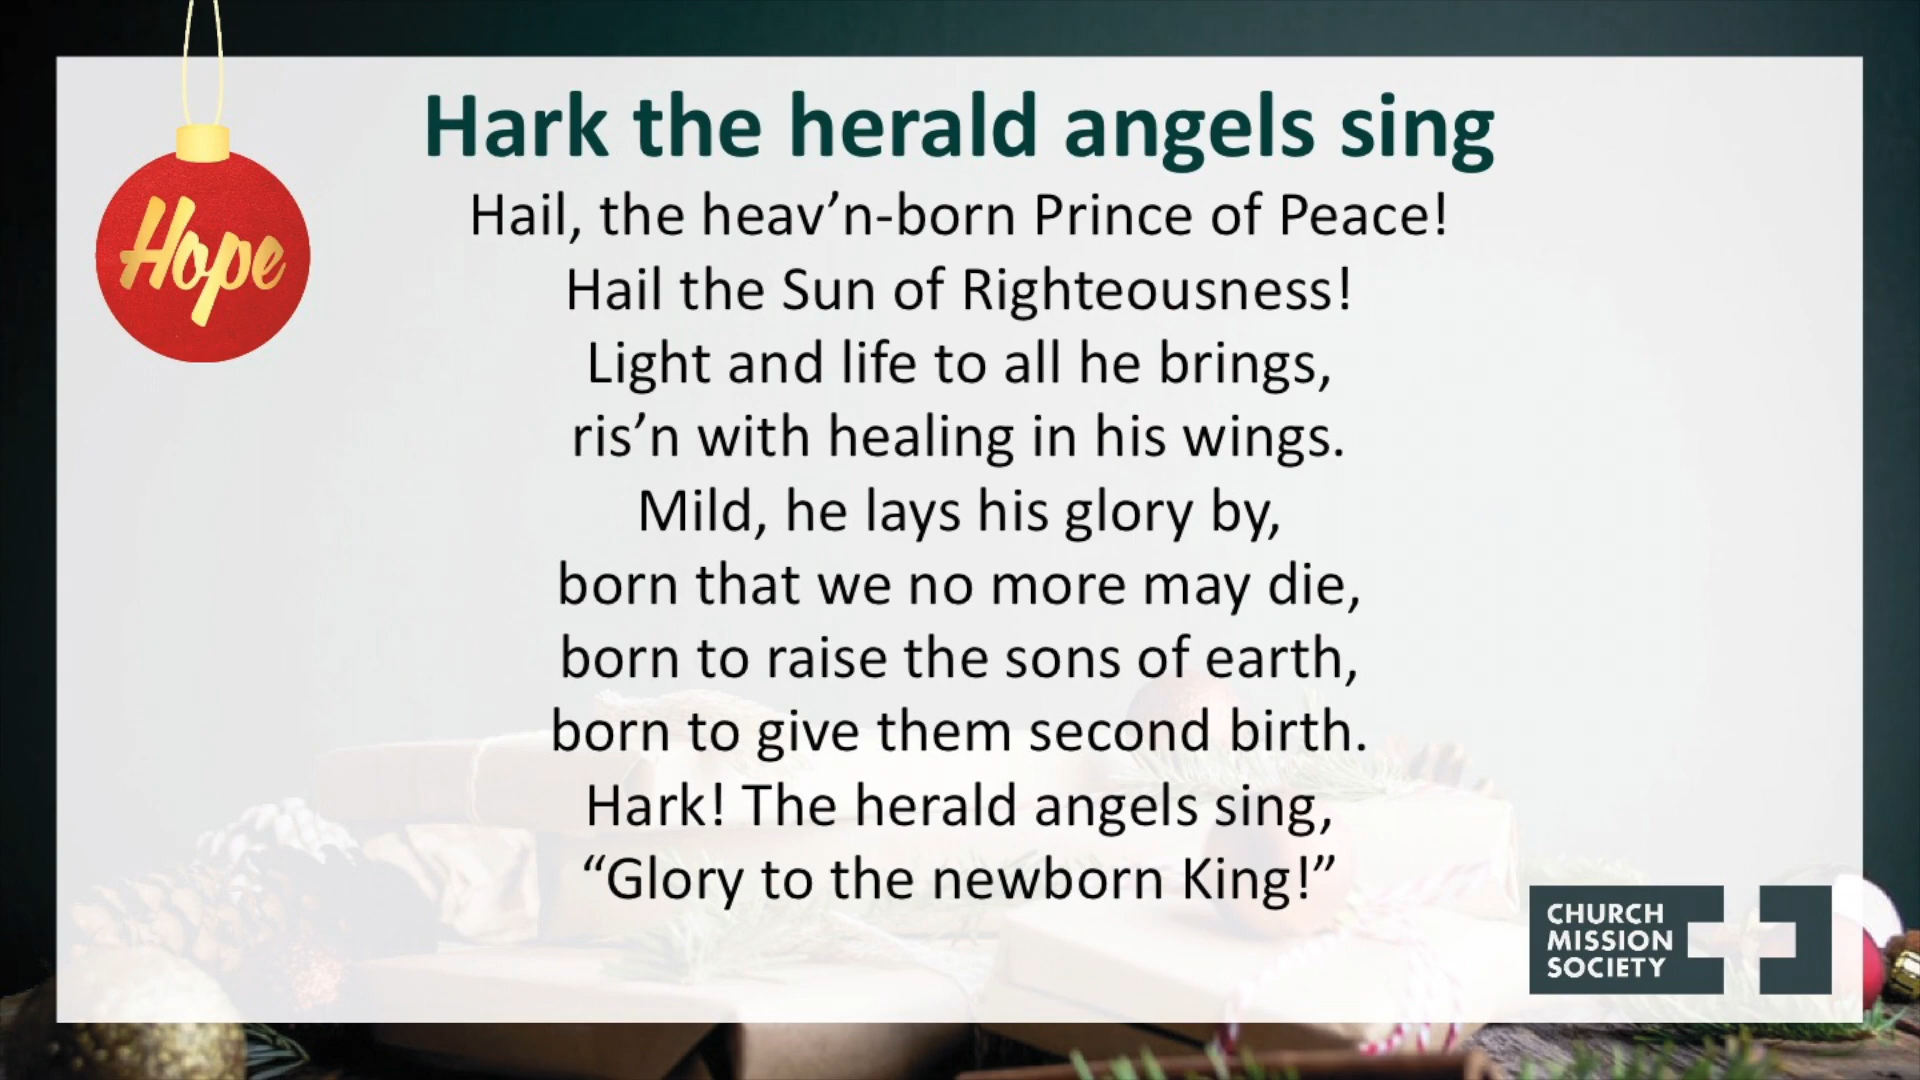 Hark the herald angels sing
Hope
Hail, the heav’n-born Prince of Peace!
Hail the Sun of Righteousness!
Light and life to all he brings,
ris’n with healing in his wings.
Mild, he lays his glory by,
born that we no more may die,
born to raise the sons of earth,
born to give them second birth.
Hark! The herald angels sing,
“Glory to the newborn King!”
CHURCH
MISSION
SOCIETY